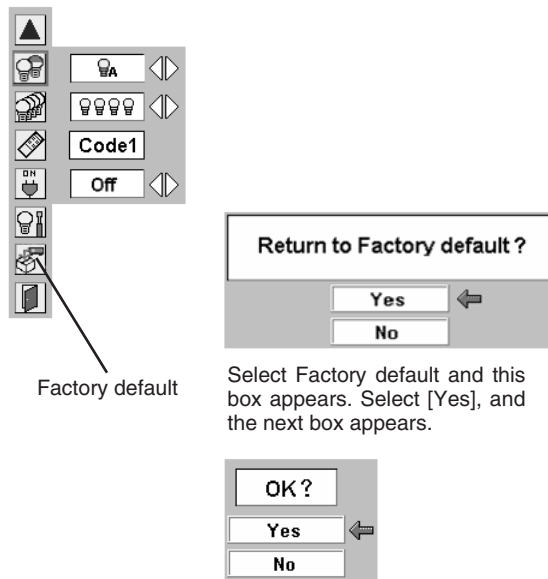 A
Code1
ON
Off
Factory default
Return to Factory default ?
Yes
No
Select Factory default and this
box appears. Select [Yes], and
the next box appears.
OK?
Yes
No